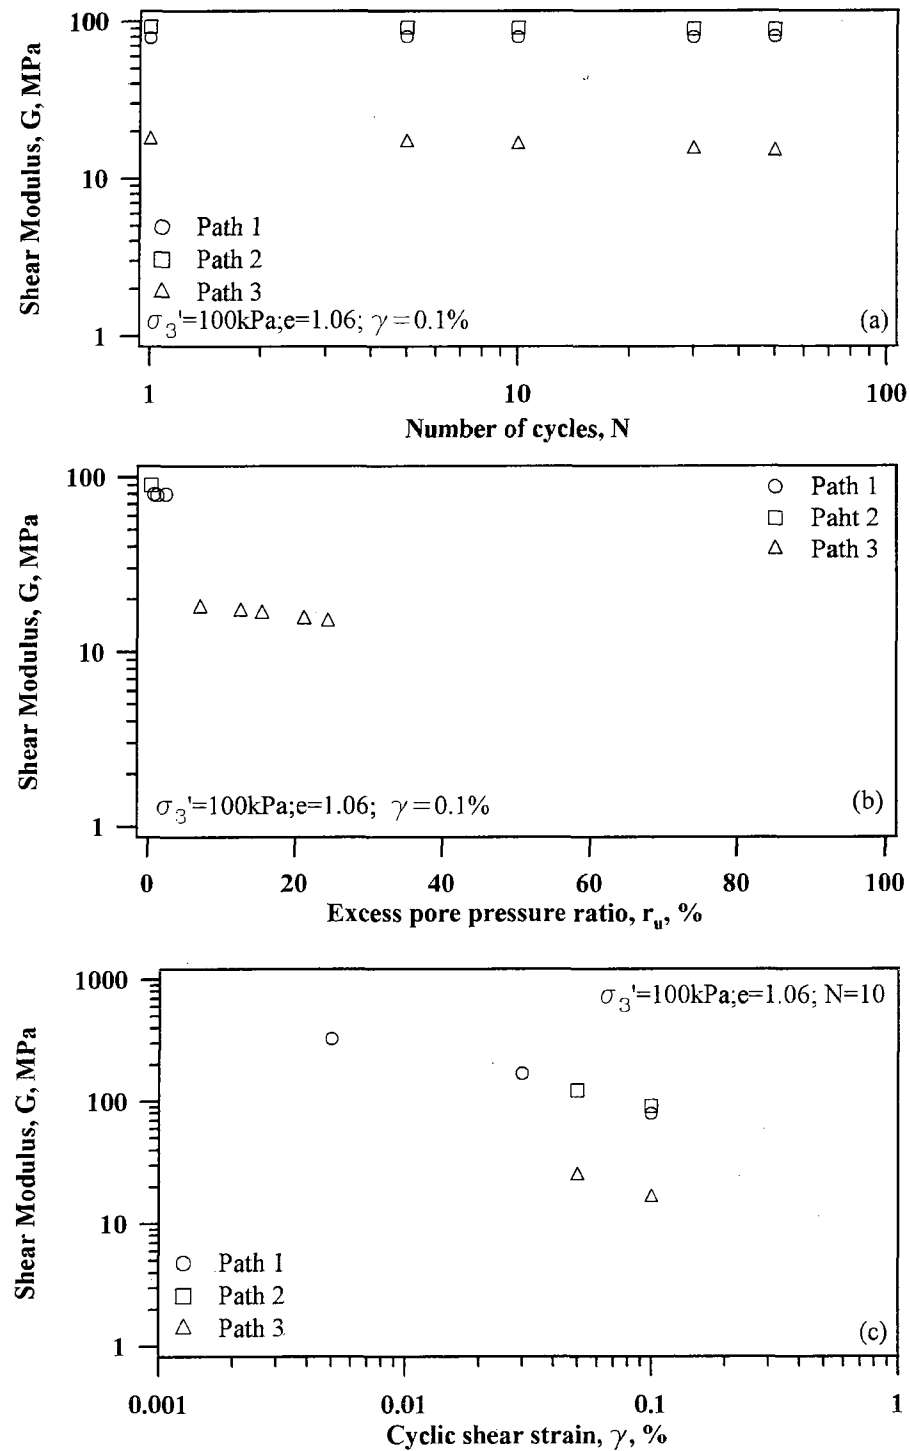 100
10
1
Shear Modulus, G, MPa
Path 1
Path 2
Path 3
σ3'=100kPa;e=1.06; γ=0.1%
(a)
1 10 100
Number of cycles, N
100
10
1
Shear Modulus, G, MPa
Path 1
Paht 2
Path 3
σ3'=100kPa;e=1.06; γ=0.1%
(b)
0 20 40 60 80 100
Excess pore pressure ratio, ru, %
1000
100
10
1
Shear Modulus, G, MPa
σ3'=100kPa;e=1.06; N=10
Path 1
Path 2
Path 3
(c)
0.001 0.01 0.1 1
Cyclic shear strain, γ, %